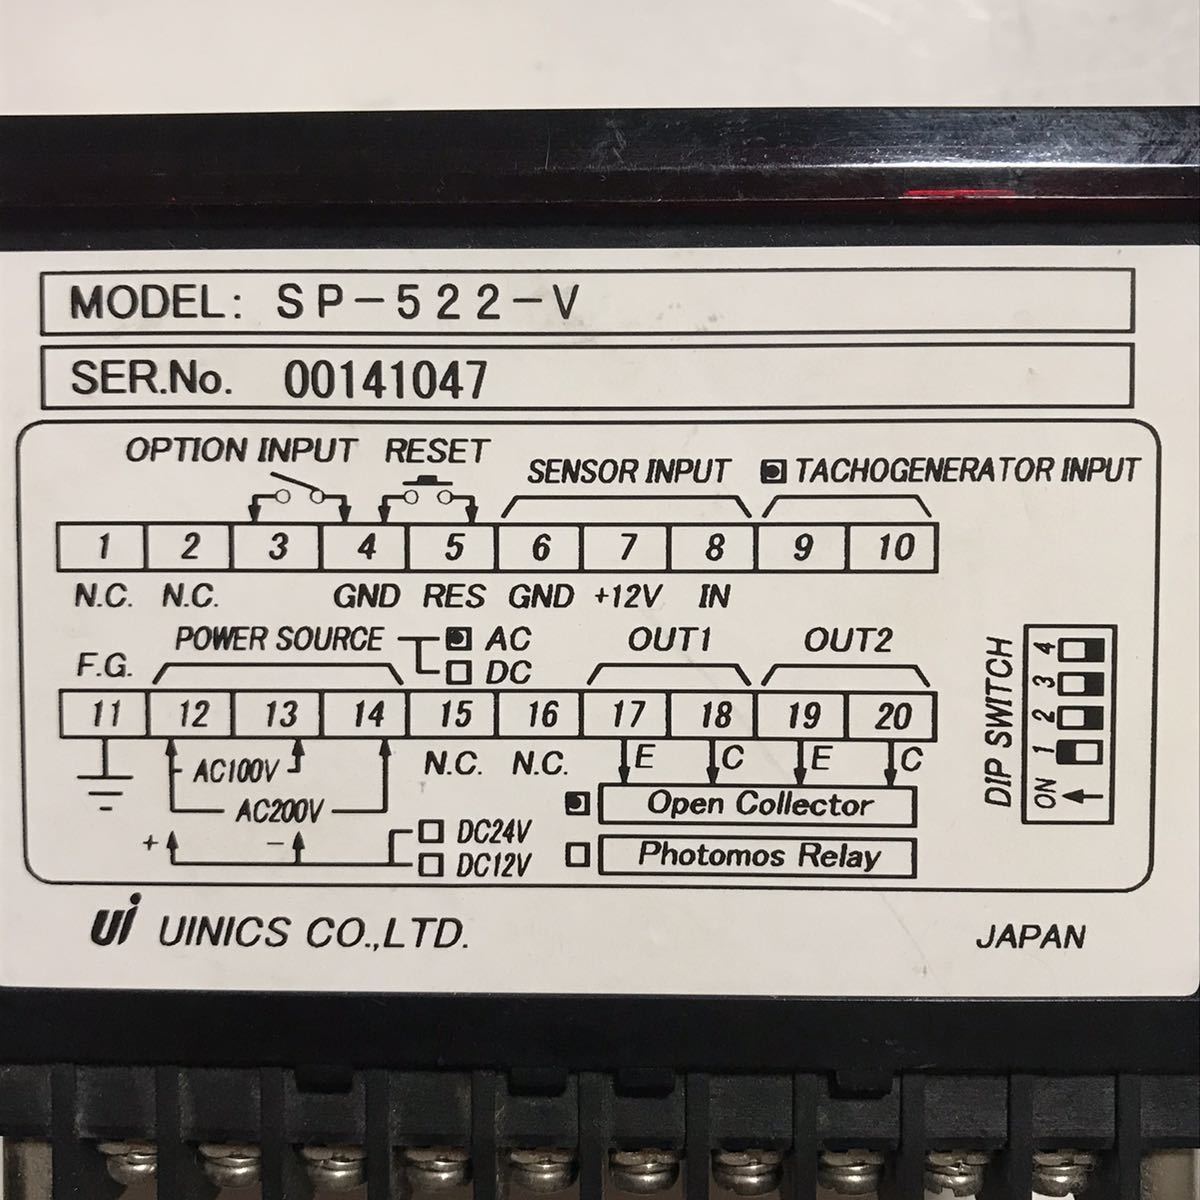 MODEL: SP-522-V
SER.No. 00141047
OPTION INPUT RESET
SENSOR INPUT TACHOGENERATOR INPUT
1 2 3 4 5 6 7 8 9 10
N.C. N.C. GND RES GND +12V IN
POWER SOURCE AC OUT1 OUT2
F.G. DC
11 12 13 14 15 16 17 18 19 20
AC100V N.C. N.C. E C E C
AC200V Open Collector
+ - DC24V
DC12V Photomos Relay
DIP SWITCH
ON 1 2 3 4
ui UINICS CO.,LTD. JAPAN